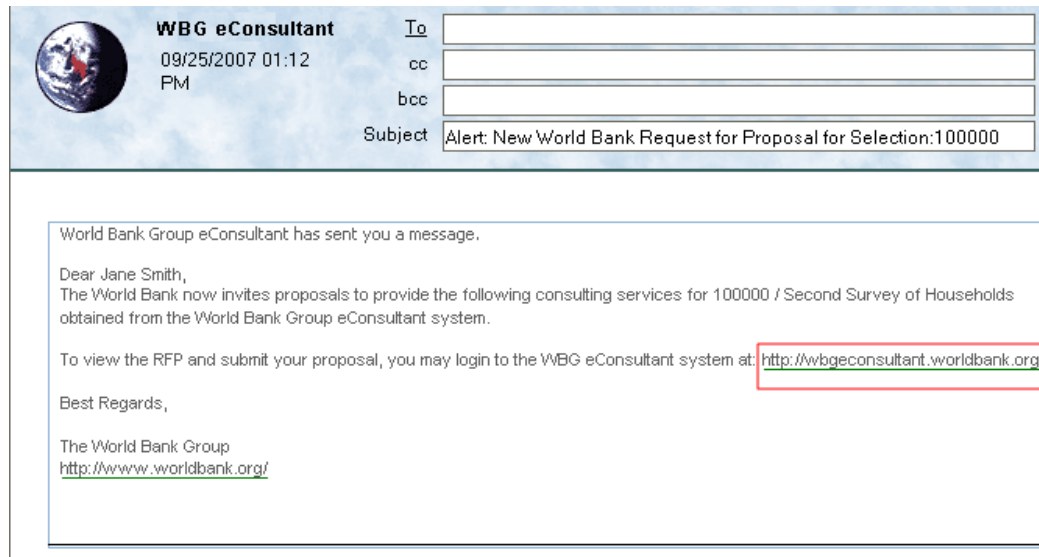 WBG eConsultant
09/25/2007 01:12
PM
To
cc
bcc
Subject Alert: New World Bank Request for Proposal for Selection:100000
World Bank Group eConsultant has sent you a message.
Dear Jane Smith,
The World Bank now invites proposals to provide the following consulting services for 100000 / Second Survey of Households
obtained from the World Bank Group eConsultant system.
To view the RFP and submit your proposal, you may login to the WBG eConsultant system at: http://wbgeconsultant.worldbank.org
Best Regards,
The World Bank Group
http://www.worldbank.org/